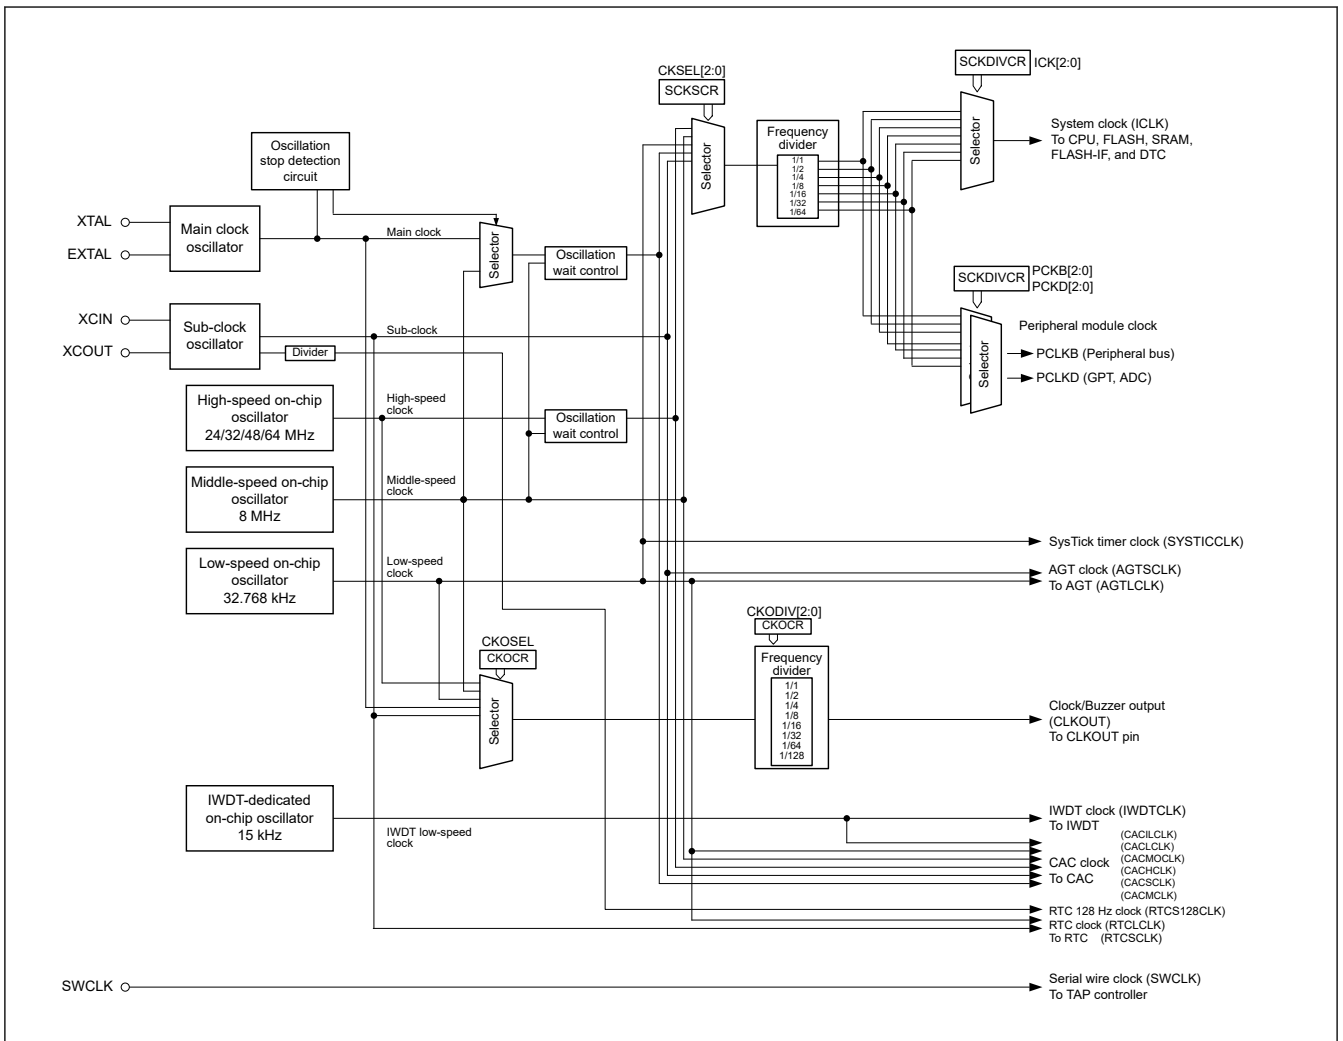 CKSEL[2:0]
SCKSCR
SCKDIVCR
ICK[2:0]
Selector
System clock (ICLK)
To CPU, FLASH, SRAM,
FLASH-IF, and DTC
Frequency
divider
1/1
1/2
1/4
1/8
1/16
1/32
1/64
Selector
Oscillation
stop detection
circuit
XTAL
EXTAL
Main clock
oscillator
Main clock
Selector
Oscillation
wait control
SCKDIVCR
PCKB[2:0]
PCKD[2:0]
Selector
Peripheral module clock
PCLKB (Peripheral bus)
PCLKD (GPT, ADC)
XCIN
XCOUT
Sub-clock
oscillator
Sub-clock
Divider
High-speed on-chip
oscillator
24/32/48/64 MHz
High-speed
clock
Oscillation
wait control
Middle-speed on-chip
oscillator
8 MHz
Middle-speed
clock
Low-speed on-chip
oscillator
32.768 kHz
Low-speed
clock
SysTick timer clock (SYSTICCLK)
AGT clock (AGTSCLK)
To AGT (AGTLCLK)
CKOSEL
CKOCR
Selector
CKODIV[2:0]
CKOCR
Frequency
divider
1/1
1/2
1/4
1/8
1/16
1/32
1/64
1/128
Clock/Buzzer output
(CLKOUT)
To CLKOUT pin
IWDT-dedicated
on-chip oscillator
15 kHz
IWDT low-speed
clock
IWDT clock (IWDTCLK)
To IWDT
CAC clock
To CAC
(CACILCLK)
(CACLCLK)
(CACMOCLK)
(CACHCLK)
(CACSCLK)
(CACMCLK)
RTC 128 Hz clock (RTCS128CLK)
RTC clock (RTCLCLK)
To RTC (RTCSCLK)
SWCLK
Serial wire clock (SWCLK)
To TAP controller